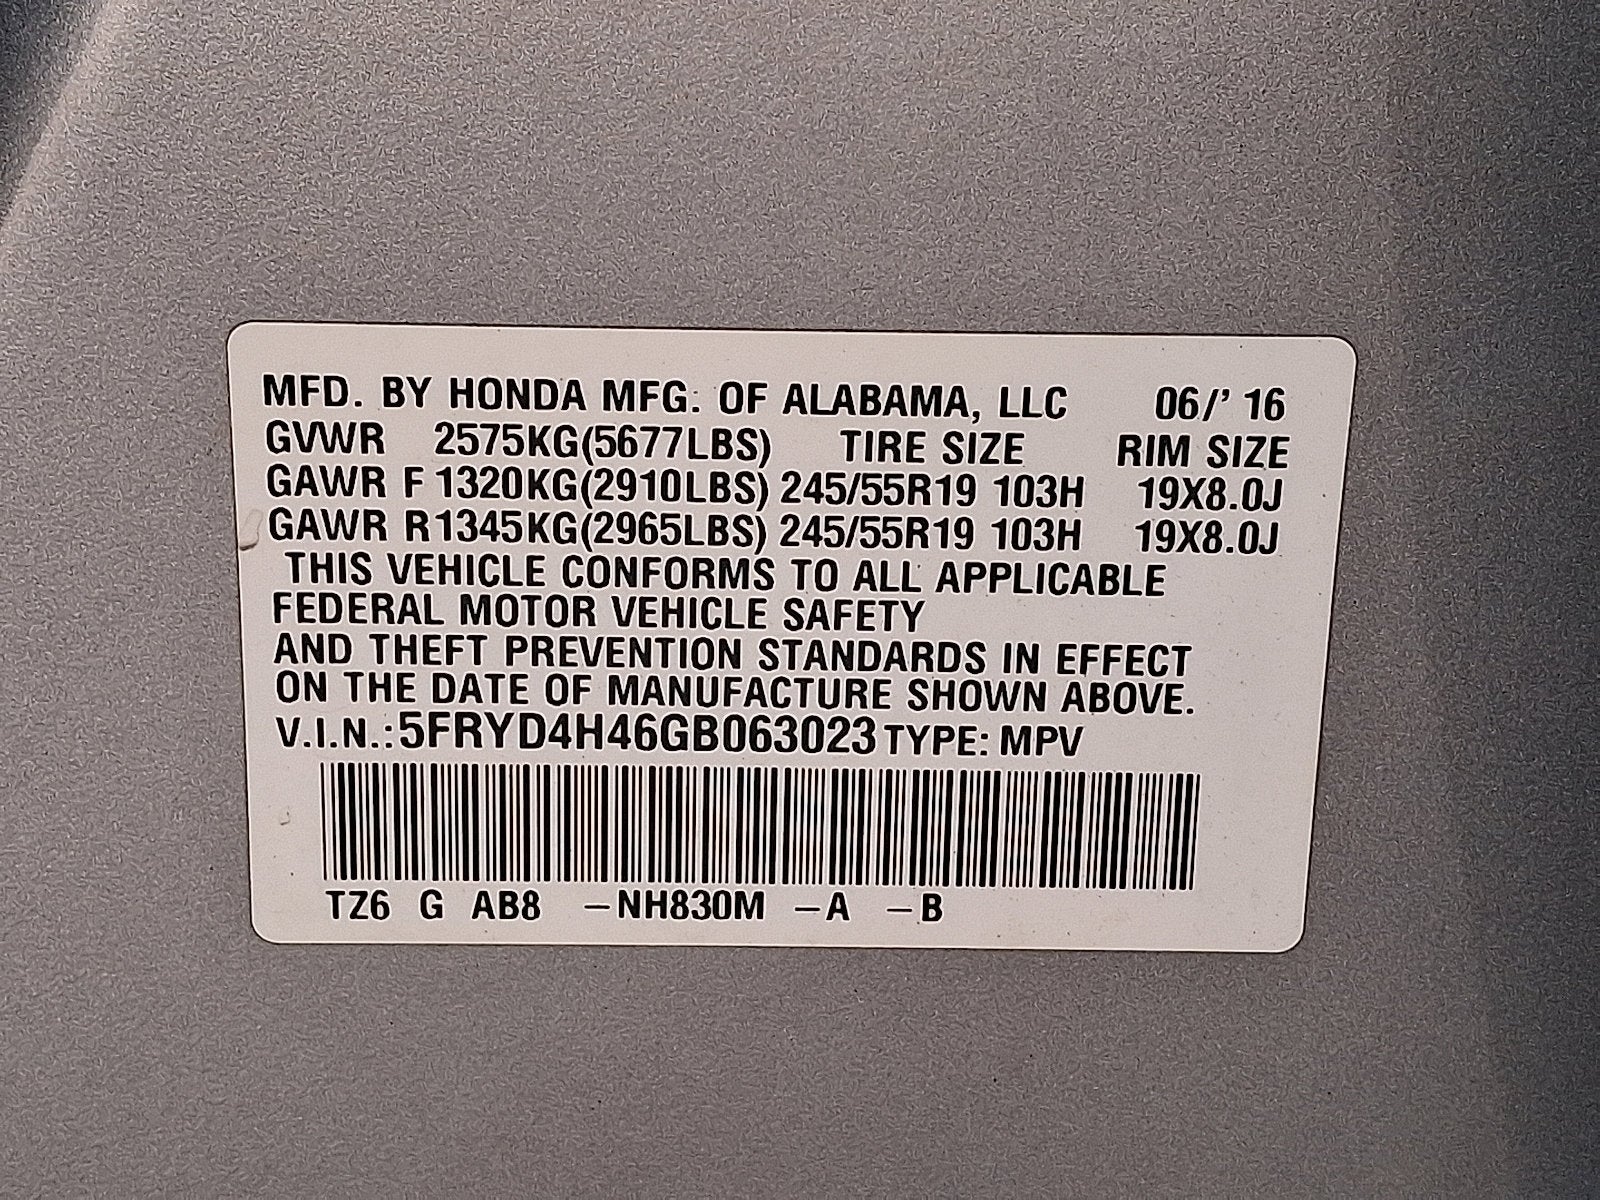 MFD. BY HONDA MFG. OF ALABAMA, LLC 06/' 16
GVWR 2575KG(5677LBS) TIRE SIZE RIM SIZE
GAWR F 1320KG(2910LBS) 245/55R19 103H 19X8.0J
GAWR R 1345KG(2965LBS) 245/55R19 103H 19X8.0J
THIS VEHICLE CONFORMS TO ALL APPLICABLE
FEDERAL MOTOR VEHICLE SAFETY
AND THEFT PREVENTION STANDARDS IN EFFECT
ON THE DATE OF MANUFACTURE SHOWN ABOVE.
V.I.N.:5FRYD4H46GB063023 TYPE: MPV
TZ6 G AB8 –NH830M –A –B